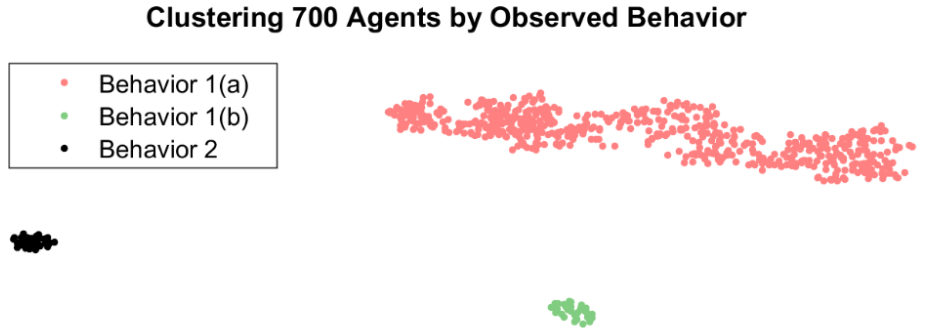 Clustering 700 Agents by Observed Behavior
Behavior 1(a)
Behavior 1(b)
Behavior 2